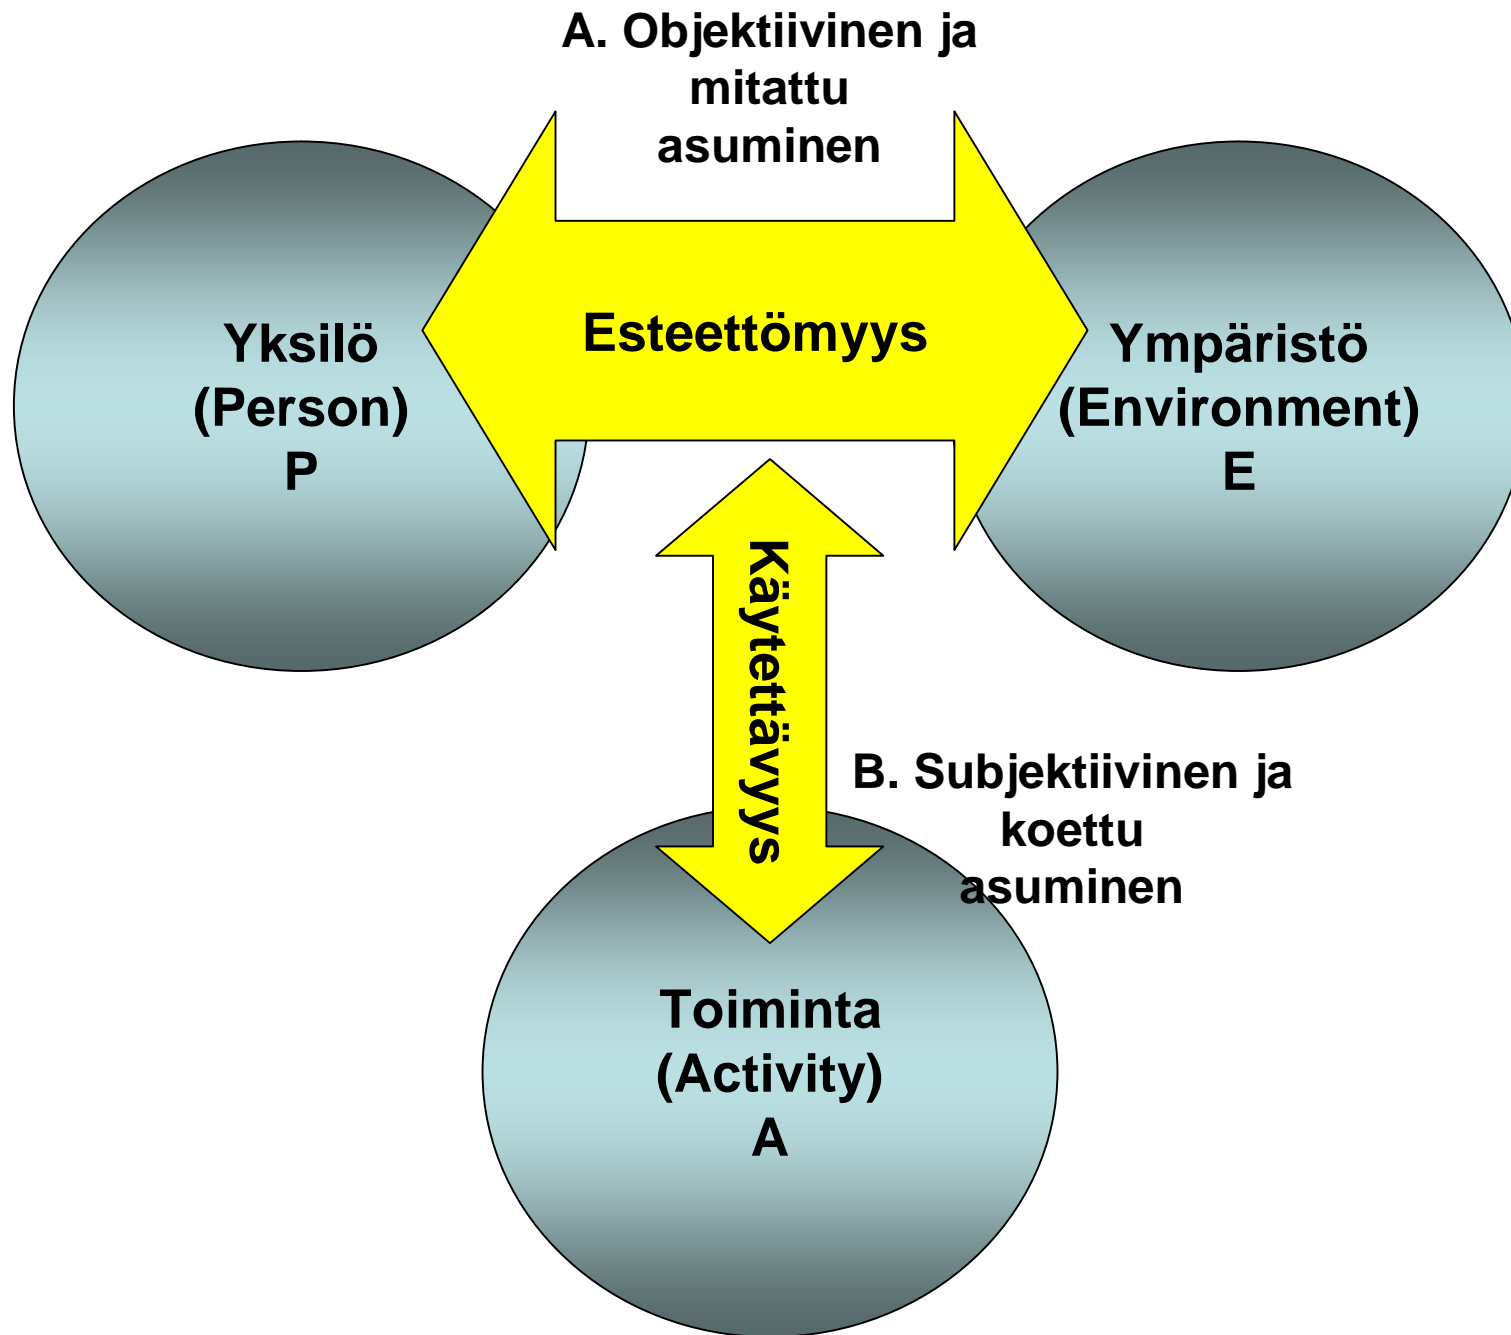 A. Objektiivinen ja
mitattu
asuminen
Yksilö
(Person)
P
Esteettömyys
Ympäristö
(Environment)
E
Käytettävyys
B. Subjektiivinen ja
koettu
asuminen
Toiminta
(Activity)
A